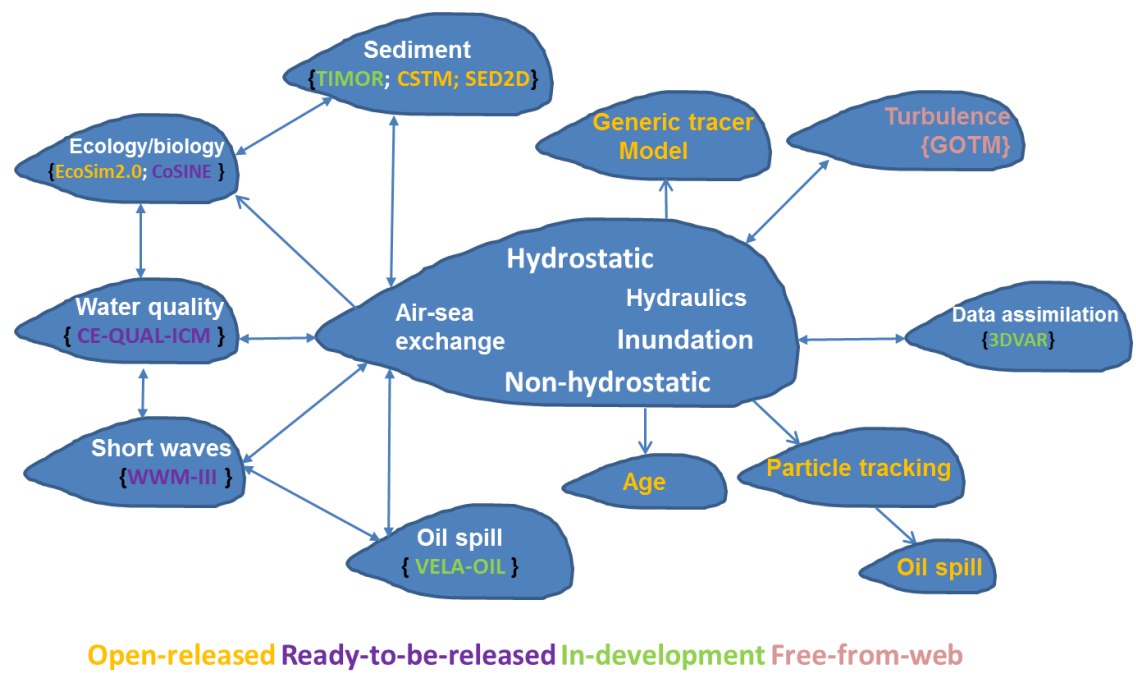 Sediment
{TIMOR; CSTM; SED2D}
Generic tracer
Model
Turbulence
{GOTM}
Ecology/biology
{EcoSim2.0; CoSINE }
Hydrostatic
Hydraulics
Air-sea
exchange
Inundation
Non-hydrostatic
Water quality
{ CE-QUAL-ICM }
Data assimilation
{3DVAR}
Short waves
{WWM-III }
Age
Particle tracking
Oil spill
{ VELA-OIL }
Oil spill
Open-released Ready-to-be-released In-development Free-from-web